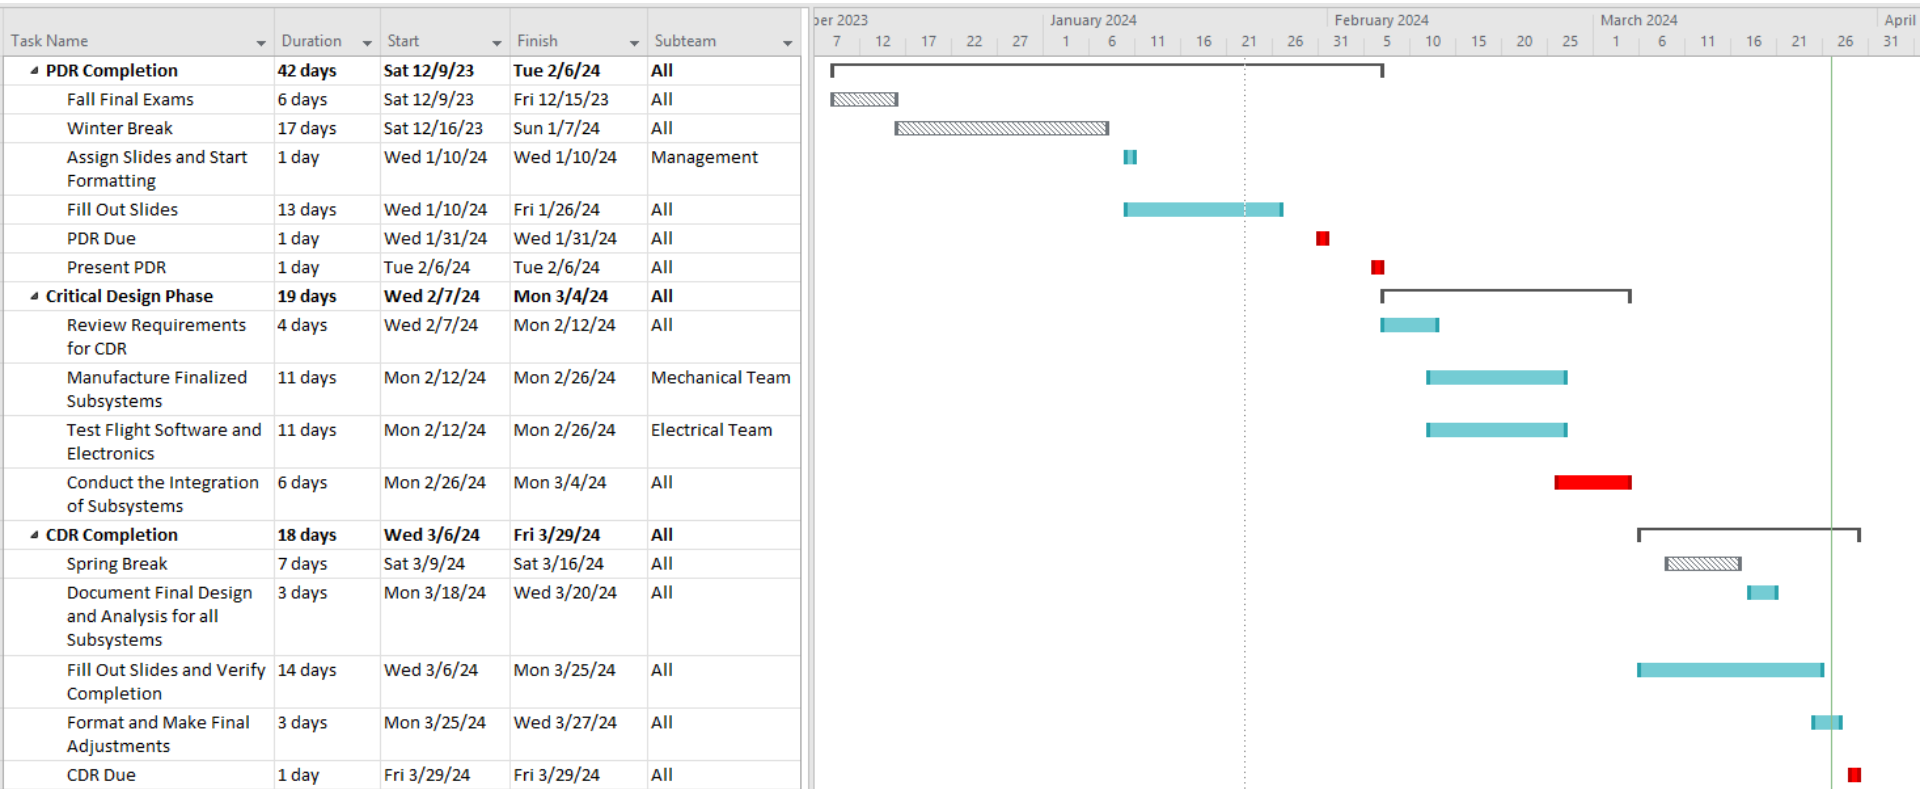 per 2023 January 2024 February 2024 March 2024 April
Task Name Duration Start Finish Subteam 7 12 17 22 27 1 6 11 16 21 26 31 5 10 15 20 25 1 6 11 16 21 26 31
PDR Completion 42 days Sat 12/9/23 Tue 2/6/24 All
Fall Final Exams 6 days Sat 12/9/23 Fri 12/15/23 All
Winter Break 17 days Sat 12/16/23 Sun 1/7/24 All
Assign Slides and Start 1 day Wed 1/10/24 Wed 1/10/24 Management
Formatting
Fill Out Slides 13 days Wed 1/10/24 Fri 1/26/24 All
PDR Due 1 day Wed 1/31/24 Wed 1/31/24 All
Present PDR 1 day Tue 2/6/24 Tue 2/6/24 All
Critical Design Phase 19 days Wed 2/7/24 Mon 3/4/24 All
Review Requirements 4 days Wed 2/7/24 Mon 2/12/24 All
for CDR
Manufacture Finalized 11 days Mon 2/12/24 Mon 2/26/24 Mechanical Team
Subsystems
Test Flight Software and 11 days Mon 2/12/24 Mon 2/26/24 Electrical Team
Electronics
Conduct the Integration 6 days Mon 2/26/24 Mon 3/4/24 All
of Subsystems
CDR Completion 18 days Wed 3/6/24 Fri 3/29/24 All
Spring Break 7 days Sat 3/9/24 Sat 3/16/24 All
Document Final Design 3 days Mon 3/18/24 Wed 3/20/24 All
and Analysis for all
Subsystems
Fill Out Slides and Verify 14 days Wed 3/6/24 Mon 3/25/24 All
Completion
Format and Make Final 3 days Mon 3/25/24 Wed 3/27/24 All
Adjustments
CDR Due 1 day Fri 3/29/24 Fri 3/29/24 All